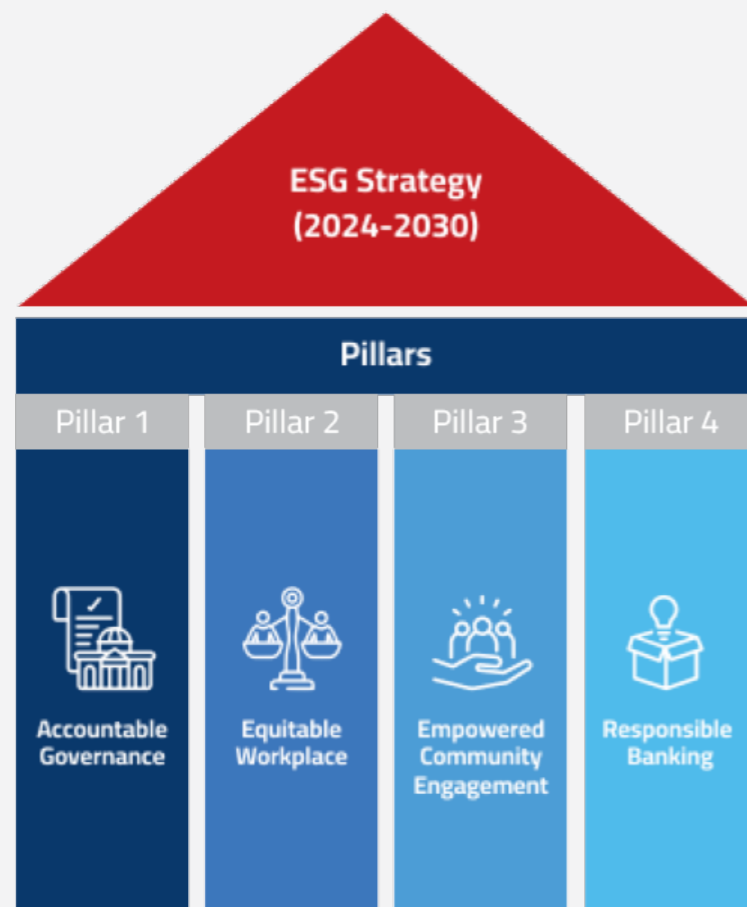 ESG Strategy
(2024-2030)
Pillars
Pillar 1
Pillar 2
Pillar 3
Pillar 4
Accountable
Governance
Equitable
Workplace
Empowered
Community
Engagement
Responsible
Banking